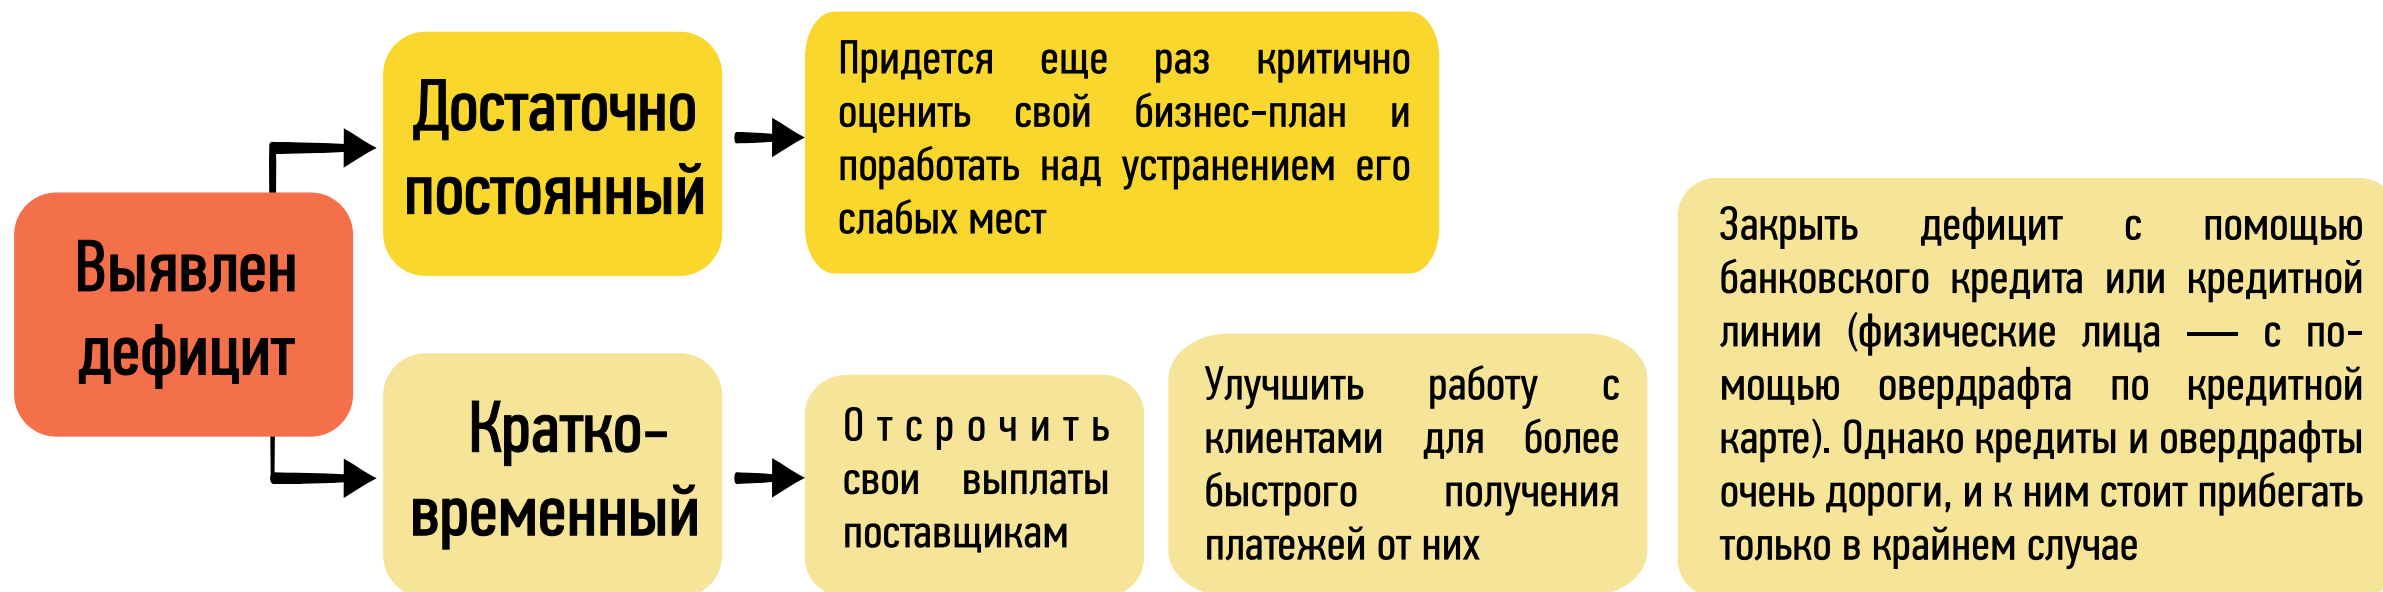 Выявлен
дефицит
Достаточно
постоянный
Придется еще раз критично
оценить свой бизнес-план и
поработать над устранением его
слабых мест
Кратко-
временный
Отсрочить
свои выплаты
поставщикам
Улучшить работу с
клиентами для более
быстрого получения
платежей от них
Закрыть дефицит с помощью
банковского кредита или кредитной
линии (физические лица — с по-
мощью овердрафта по кредитной
карте). Однако кредиты и овердрафты
очень дороги, и к ним стоит прибегать
только в крайнем случае